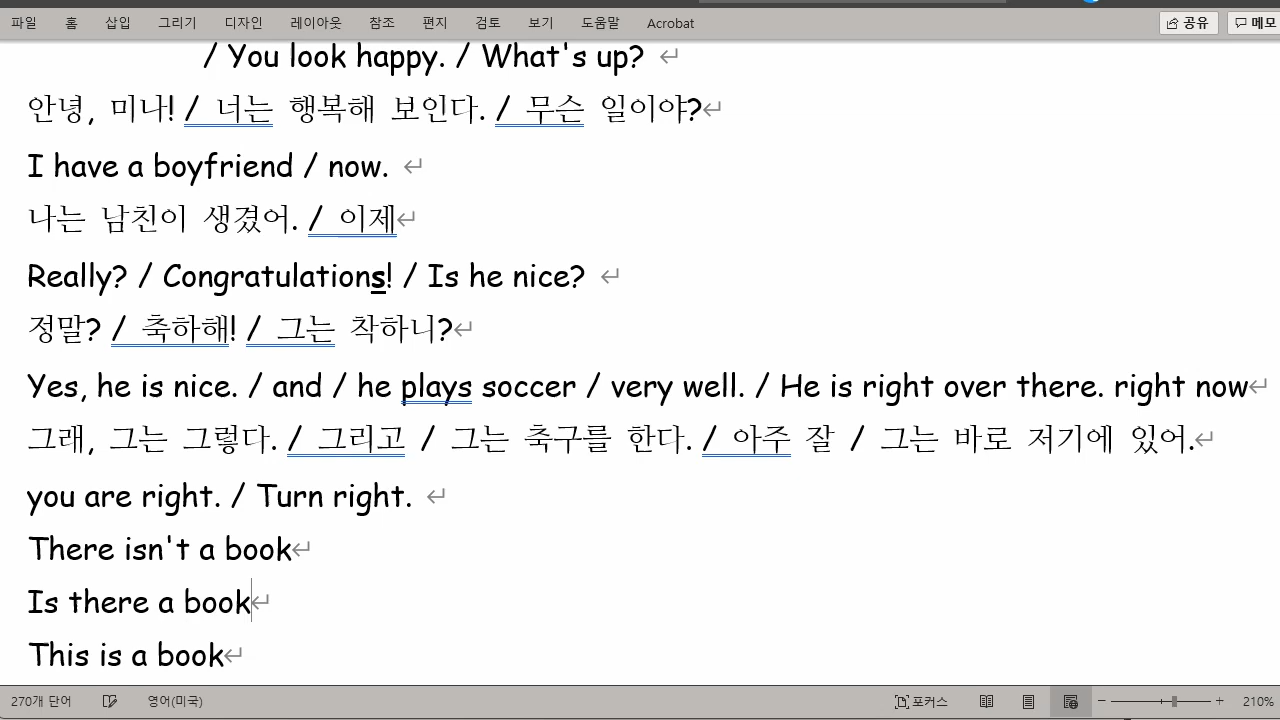 파일 홈 삽입 그리기 디자인 레이아웃 참조 편지 검토 보기 도움말 Acrobat 공유 메모
/ You look happy. / What's up? ↵
안녕, 미나! / 너는 행복해 보인다. / 무슨 일이야?↵
I have a boyfriend / now. ↵
나는 남친이 생겼어. / 이제↵
Really? / Congratulations! / Is he nice? ↵
정말? / 축하해! / 그는 착하니?↵
Yes, he is nice. / and / he plays soccer / very well. / He is right over there. right now↵
그래, 그는 그렇다. / 그리고 / 그는 축구를 한다. / 아주 잘 / 그는 바로 저기에 있어.↵
you are right. / Turn right. ↵
There isn't a book↵
Is there a book↵
This is a book↵
270개 단어 영어(미국) 포커스 210%